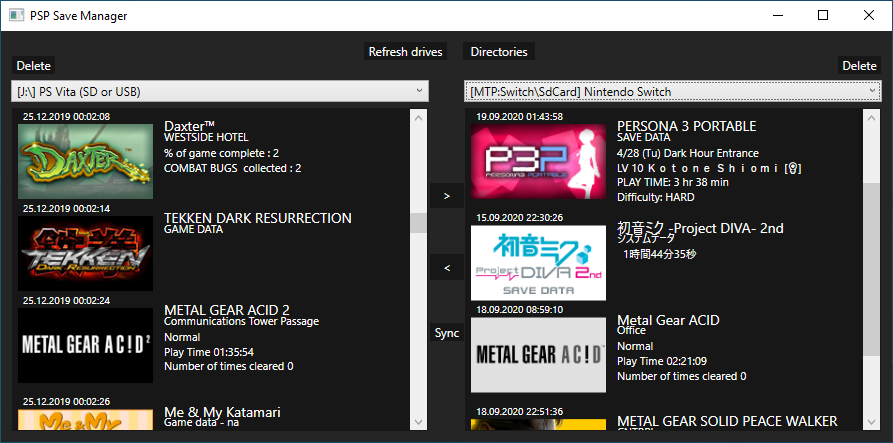 PSP Save Manager
Refresh drives
Directories
Delete
Delete
[J:\] PS Vita (SD or USB)
[MTP:Switch\SdCard] Nintendo Switch
25.12.2019 00:02:08
DAXTER
Daxter™
WESTSIDE HOTEL
% of game complete : 2
COMBAT BUGS collected : 2
25.12.2019 00:02:14
TEKKEN
DARK RESURRECTION
TEKKEN DARK RESURRECTION
GAME DATA
25.12.2019 00:02:24
METAL GEAR AC!D²
METAL GEAR ACID 2
Communications Tower Passage
Normal
Play Time 01:35:54
Number of times cleared 0
25.12.2019 00:02:26
Me & My
Me & My Katamari
Game data - na
>
<
Sync
19.09.2020 01:43:58
P3P
PERSONA3 PORTABLE
PERSONA 3 PORTABLE
SAVE DATA
4/28 (Tu) Dark Hour Entrance
LV 10 Ｋｏｔｏｎｅ Ｓｈｉｏｍｉ [
PLAY TIME: 3 hr 38 min
Difficulty: HARD
15.09.2020 22:30:26
初音ミク
Project DIVA 2nd
SAVE DATA
初音ミク -Project DIVA- 2nd
システムデータ
1時間44分35秒
18.09.2020 08:59:10
METAL GEAR AC!D
Metal Gear ACID
Office
Normal
Play Time 02:21:09
Number of times cleared 0
18.09.2020 22:51:36
METAL GEAR SOLID PEACE WALKER